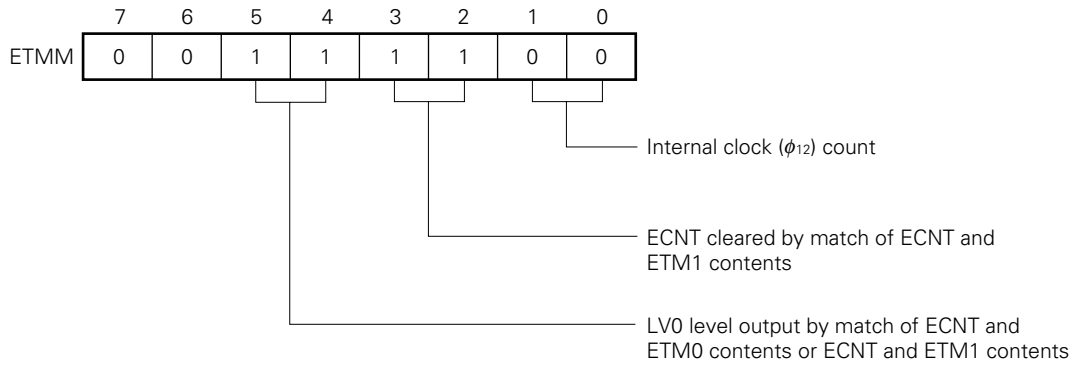 7 6 5 4 3 2 1 0
ETMM 0 0 1 1 1 1 0 0
Internal clock (ϕ12) count
ECNT cleared by match of ECNT and
ETM1 contents
LV0 level output by match of ECNT and
ETM0 contents or ECNT and ETM1 contents